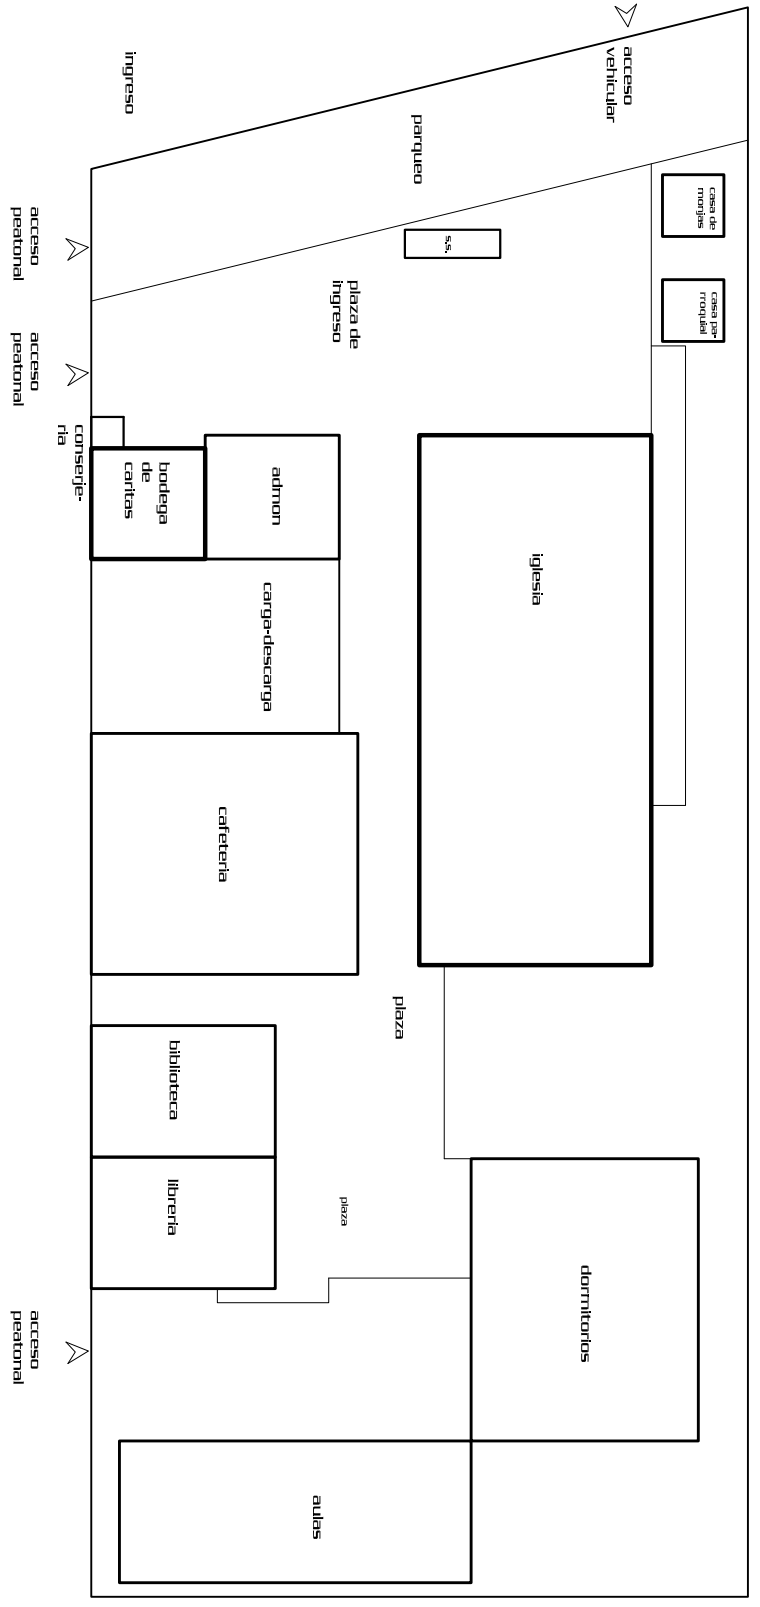 ingreso
acceso
vehicular
parqueo
acceso
peatonal
casa de
monjas
s.s.
plaza de
ingreso
casa pa-
rroquial
acceso
peatonal
conserje-
ria
bodega
de
caritas
admon
iglesia
carga-descarga
cafeteria
plaza
biblioteca
libreria
plaza
dormitorios
acceso
peatonal
aulas